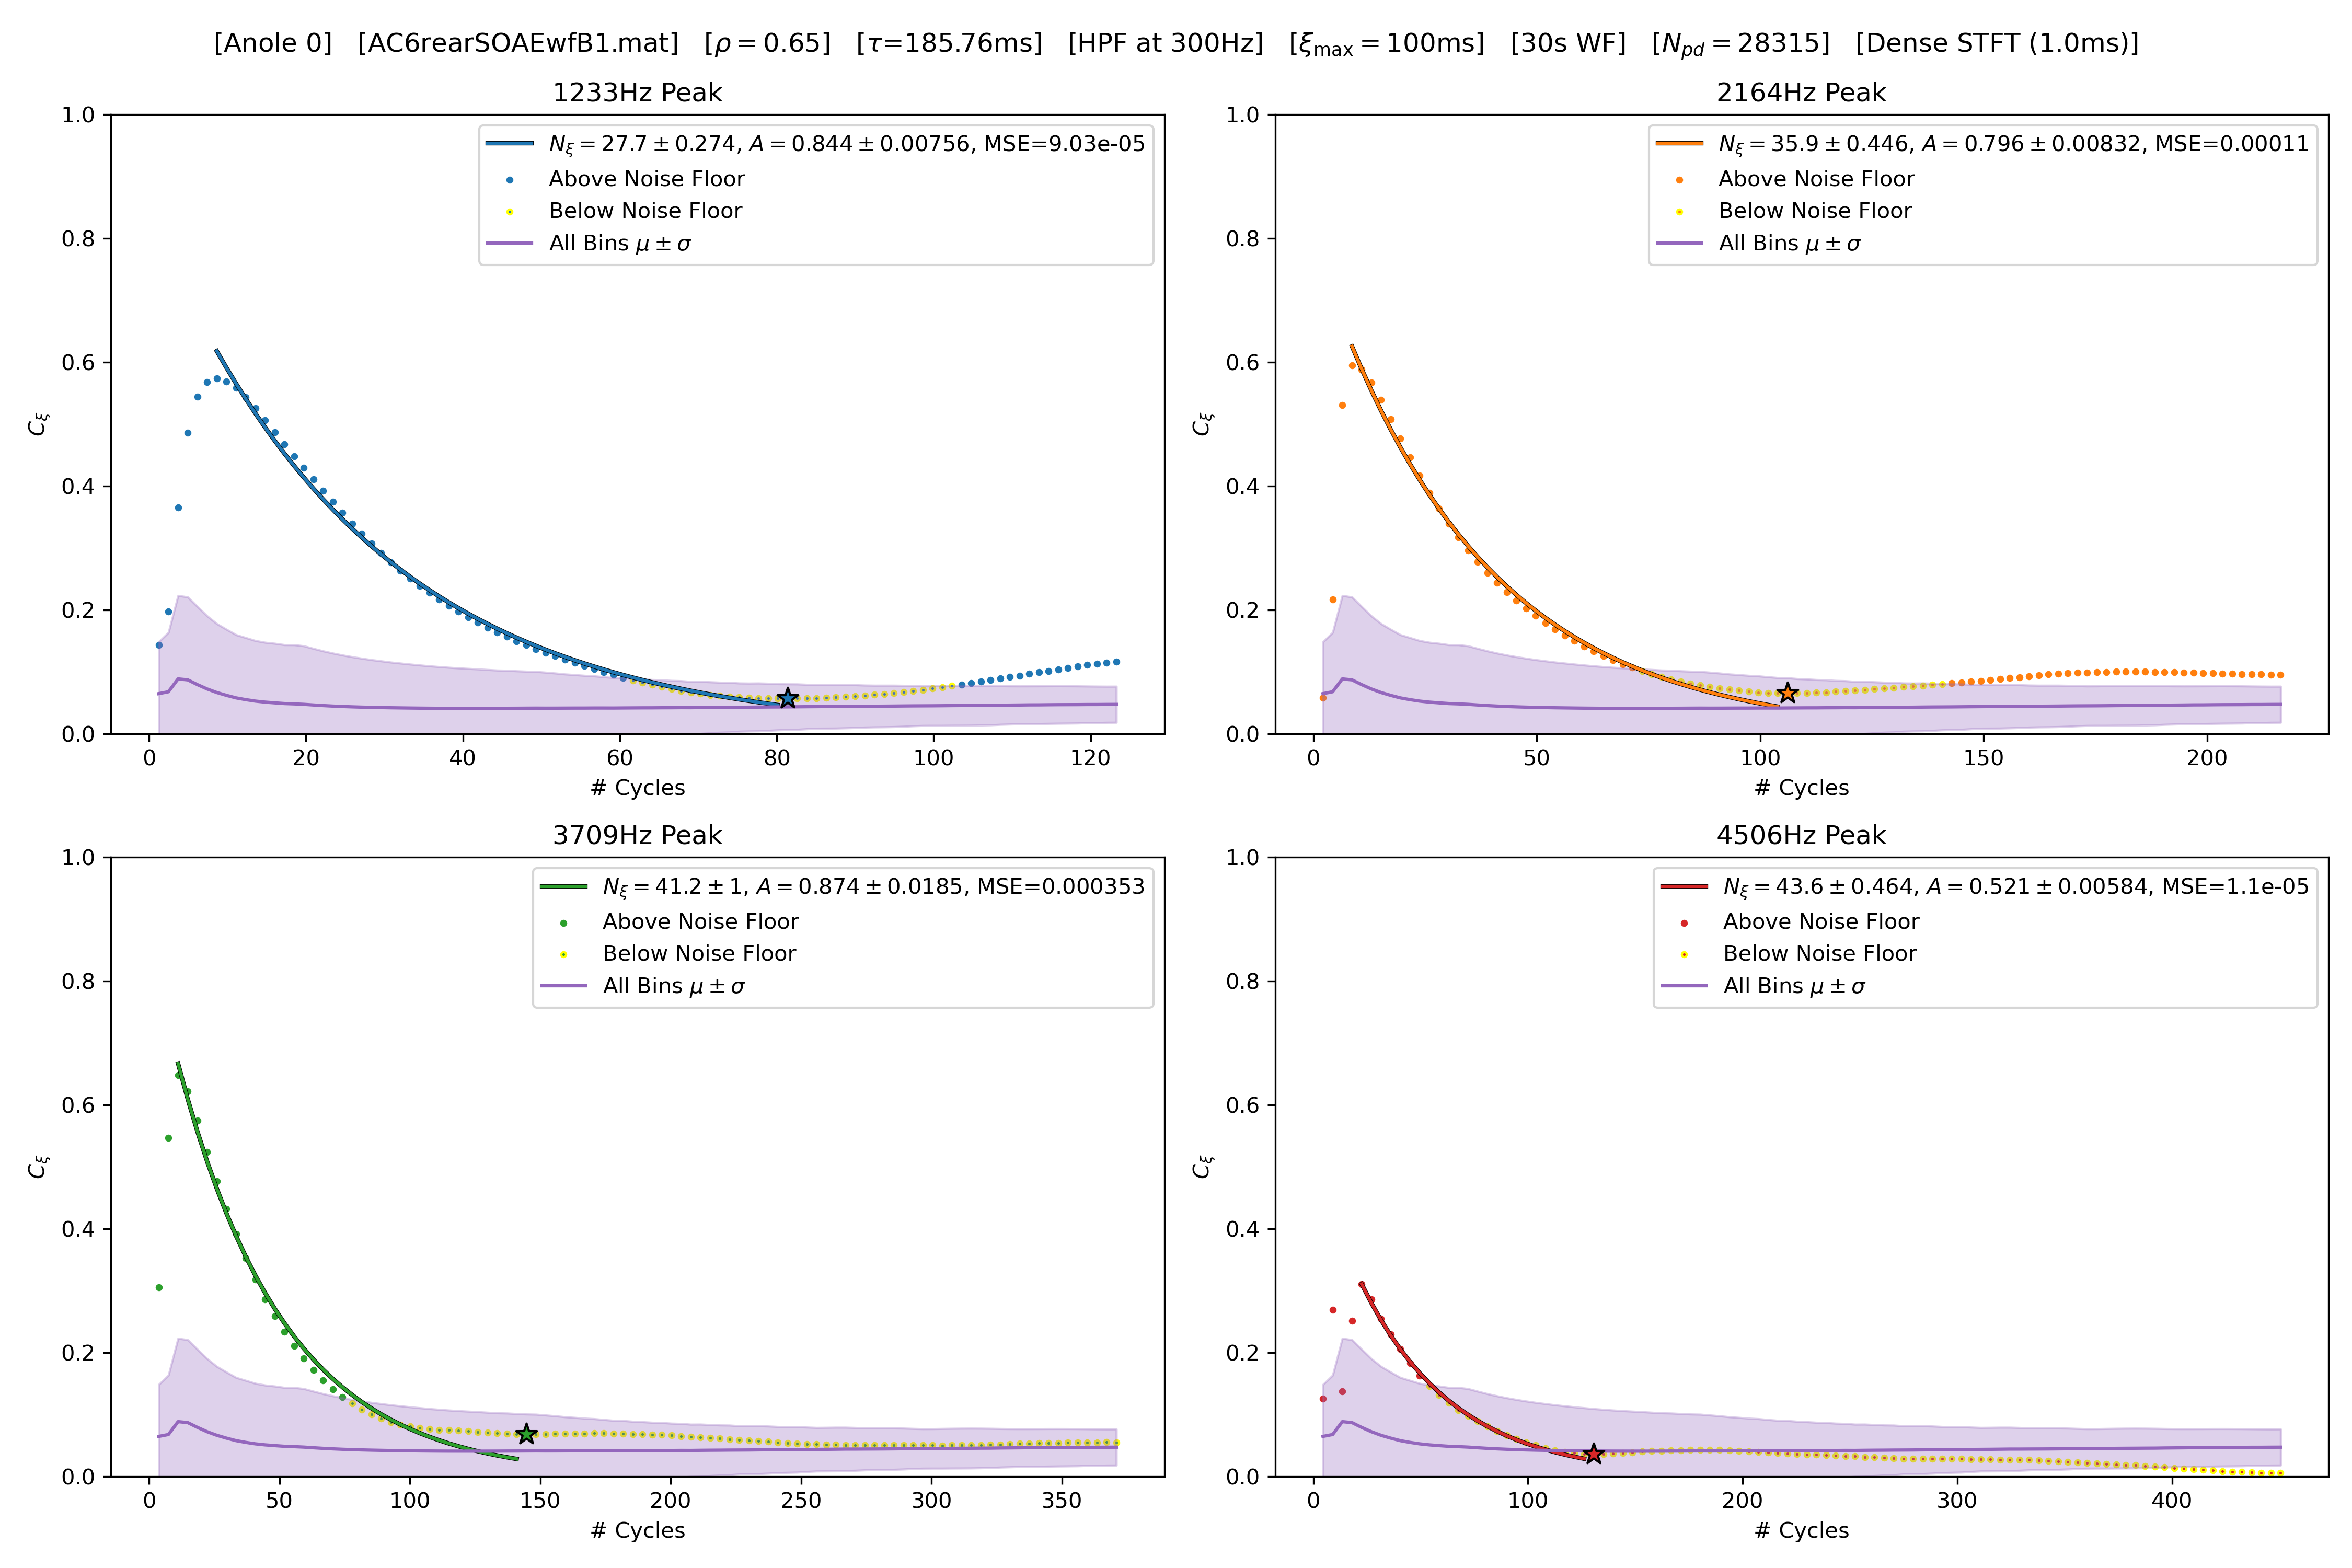 [Anole 0] [AC6rearSOAEwfB1.mat] [ρ = 0.65] [τ=185.76ms] [HPF at 300Hz] [ξmax = 100ms] [30s WF] [Npd = 28315] [Dense STFT (1.0ms)]
1233Hz Peak
1.0
0.8
0.6
0.4
0.2
0.0
Cξ
Nξ = 27.7 ± 0.274, A = 0.844 ± 0.00756, MSE=9.03e-05
Above Noise Floor
Below Noise Floor
All Bins μ ± σ
0 20 40 60 80 100 120
# Cycles
2164Hz Peak
1.0
0.8
0.6
0.4
0.2
0.0
Cξ
Nξ = 35.9 ± 0.446, A = 0.796 ± 0.00832, MSE=0.00011
Above Noise Floor
Below Noise Floor
All Bins μ ± σ
0 50 100 150 200
# Cycles
3709Hz Peak
1.0
0.8
0.6
0.4
0.2
0.0
Cξ
Nξ = 41.2 ± 1, A = 0.874 ± 0.0185, MSE=0.000353
Above Noise Floor
Below Noise Floor
All Bins μ ± σ
0 50 100 150 200 250 300 350
# Cycles
4506Hz Peak
1.0
0.8
0.6
0.4
0.2
0.0
Cξ
Nξ = 43.6 ± 0.464, A = 0.521 ± 0.00584, MSE=1.1e-05
Above Noise Floor
Below Noise Floor
All Bins μ ± σ
0 100 200 300 400
# Cycles